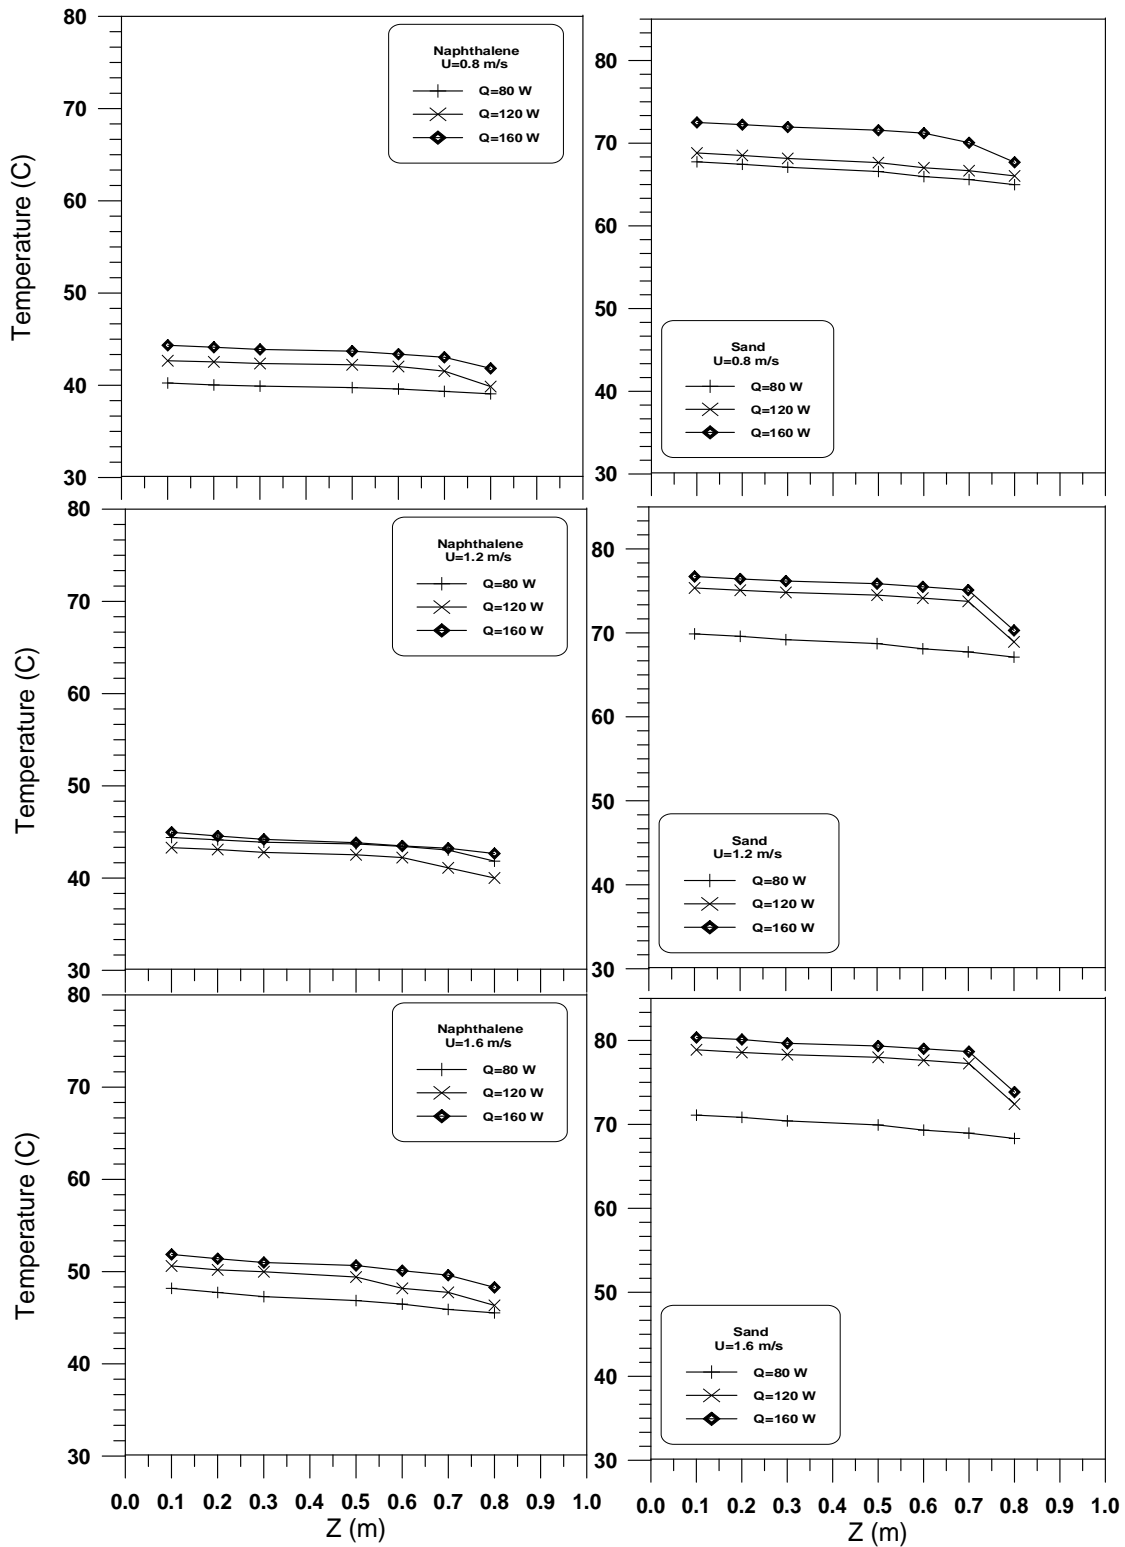 80
70
60
50
40
30
Temperature (C)
Naphthalene
U=0.8 m/s
Q=80 W
Q=120 W
Q=160 W
80
70
60
50
40
30
Sand
U=0.8 m/s
Q=80 W
Q=120 W
Q=160 W
80
70
60
50
40
30
Temperature (C)
Naphthalene
U=1.2 m/s
Q=80 W
Q=120 W
Q=160 W
80
70
60
50
40
30
Sand
U=1.2 m/s
Q=80 W
Q=120 W
Q=160 W
80
70
60
50
40
30
Temperature (C)
Naphthalene
U=1.6 m/s
Q=80 W
Q=120 W
Q=160 W
0.0 0.1 0.2 0.3 0.4 0.5 0.6 0.7 0.8 0.9 1.0
Z (m)
80
70
60
50
40
30
Sand
U=1.6 m/s
Q=80 W
Q=120 W
Q=160 W
0.0 0.1 0.2 0.3 0.4 0.5 0.6 0.7 0.8 0.9 1.0
Z (m)